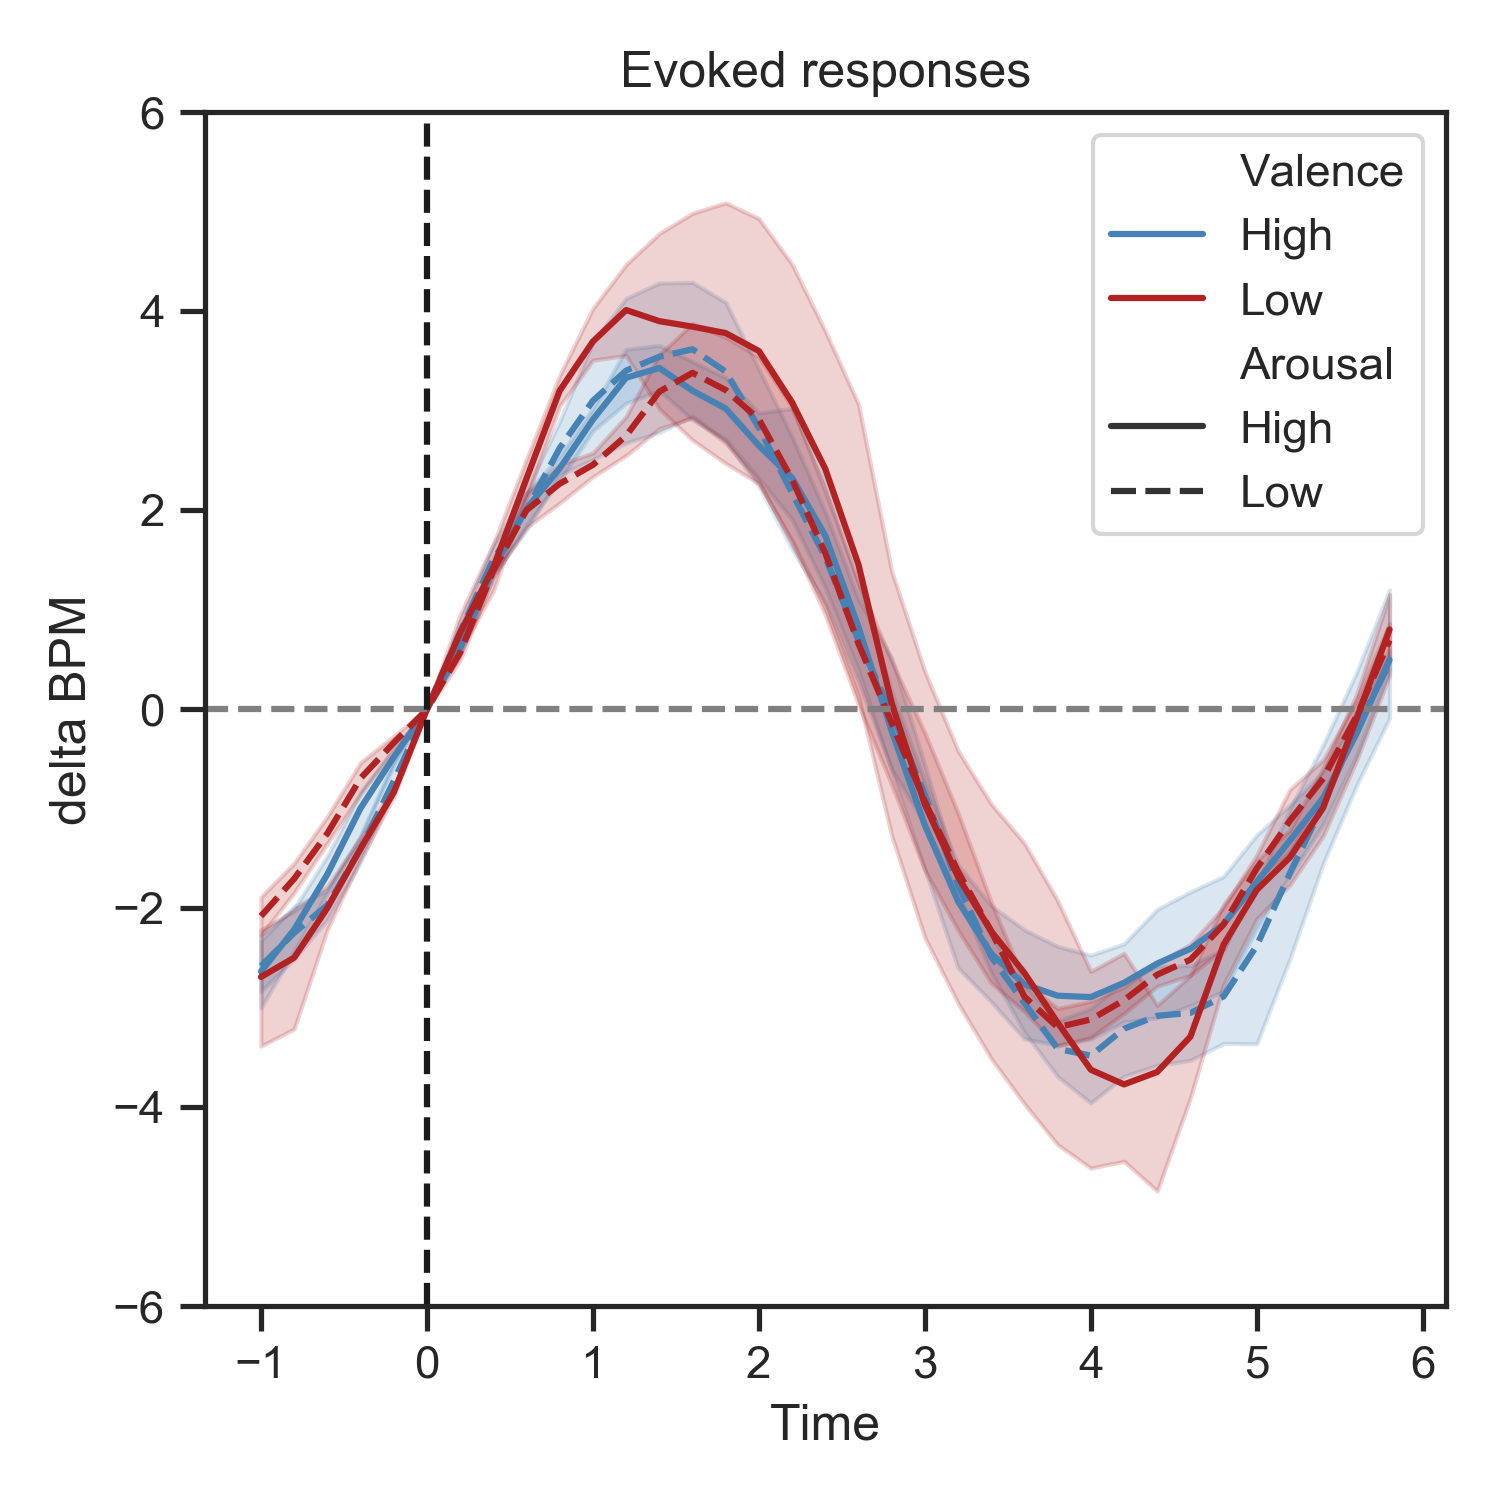 Evoked responses
6
4
2
0
−2
−4
−6
delta BPM
Valence
High
Low
Arousal
High
Low
−1 0 1 2 3 4 5 6
Time